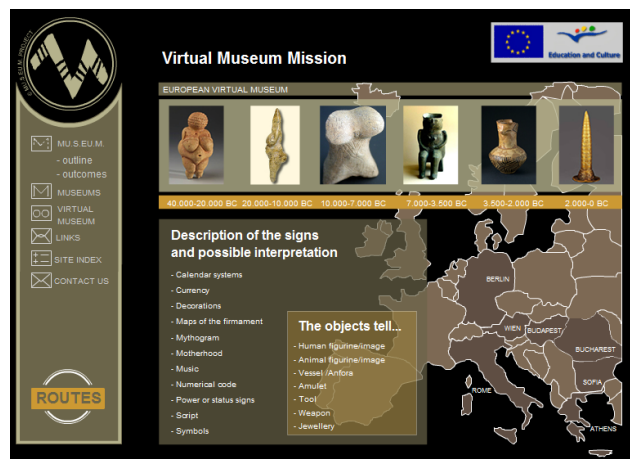 © MU.S.EU.M. PROJECT
Virtual Museum Mission
Education and Culture
EUROPEAN VIRTUAL MUSEUM
MU.S.EU.M.
- outline
- outcomes
MUSEUMS
VIRTUAL
MUSEUM
LINKS
SITE INDEX
CONTACT US
ROUTES
40.000-20.000 BC
20.000-10.000 BC
10.000-7.000 BC
7.000-3.500 BC
3.500-2.000 BC
2.000-0 BC
Description of the signs
and possible interpretation
- Calendar systems
- Currency
- Decorations
- Maps of the firmament
- Mythogram
- Motherhood
- Music
- Numerical code
- Power or status signs
- Script
- Symbols
The objects tell...
- Human figurine/image
- Animal figurine/image
- Vessel /Anfora
- Amulet
- Tool
- Weapon
- Jewellery
BERLIN
WIEN
BUDAPEST
BUCHAREST
SOFIA
ROME
ATHENS